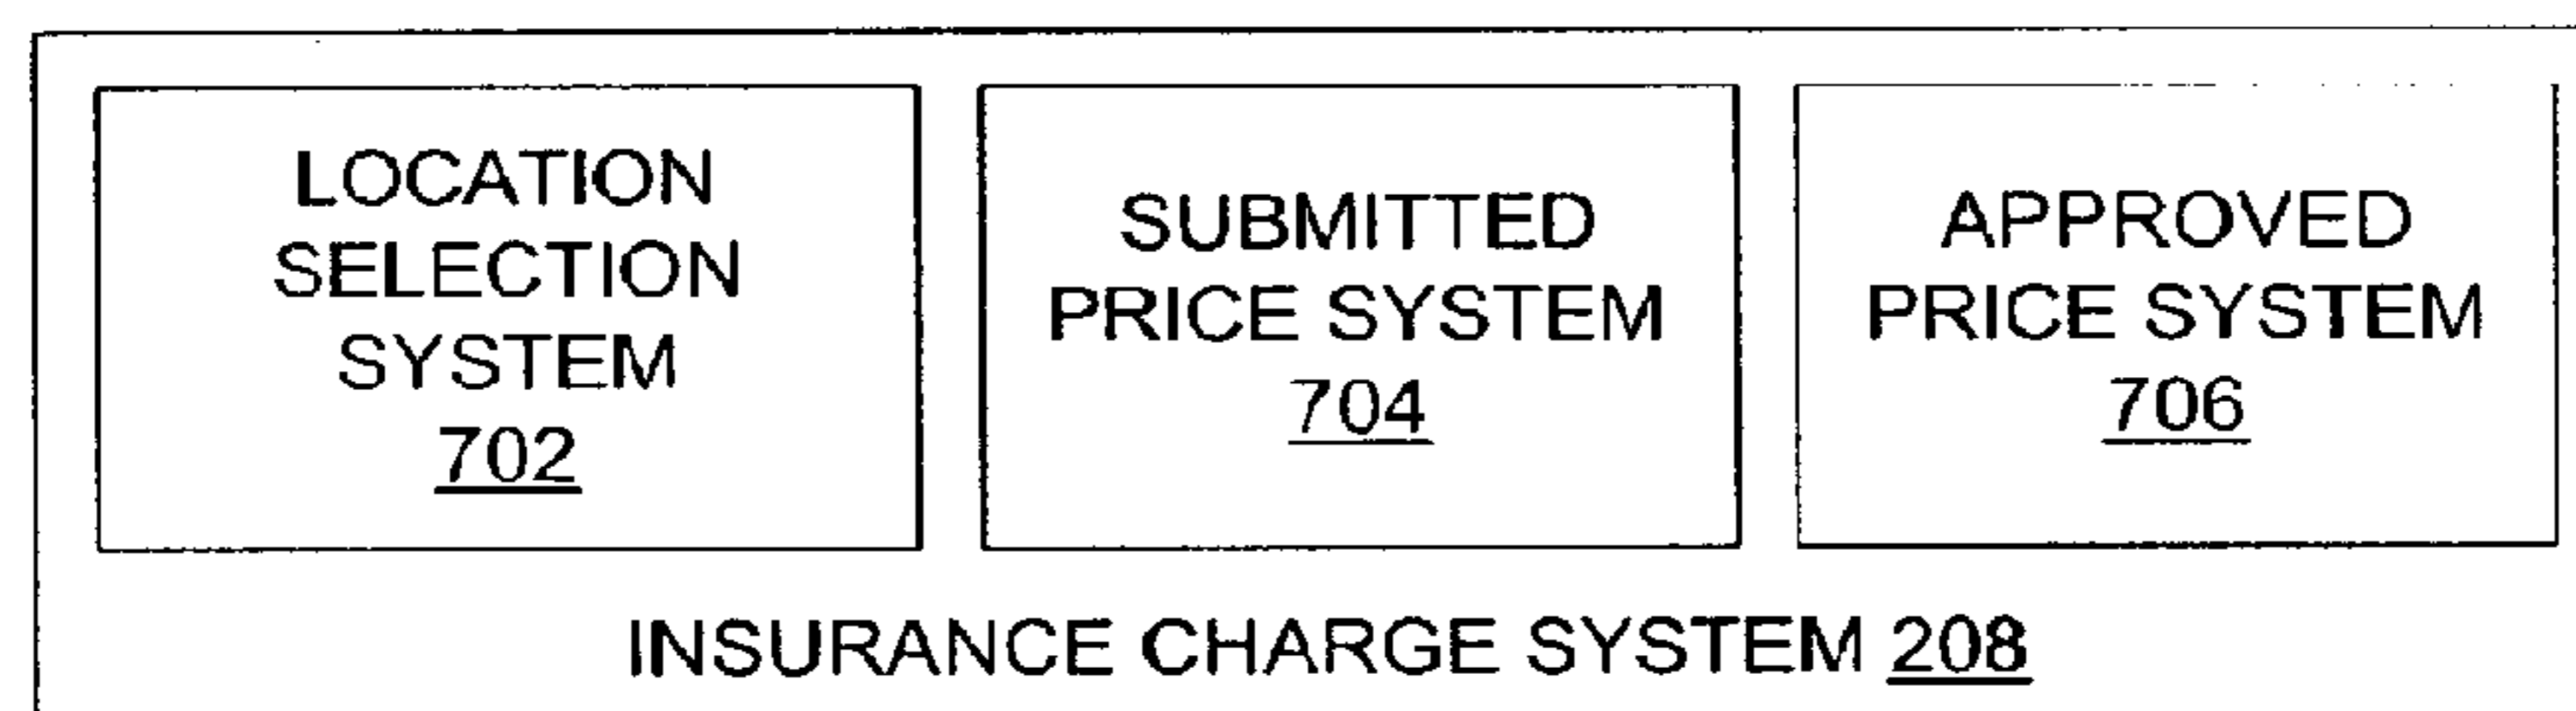 LOCATION
SELECTION
SYSTEM
702
SUBMITTED
PRICE SYSTEM
704
APPROVED
PRICE SYSTEM
706
INSURANCE CHARGE SYSTEM 208